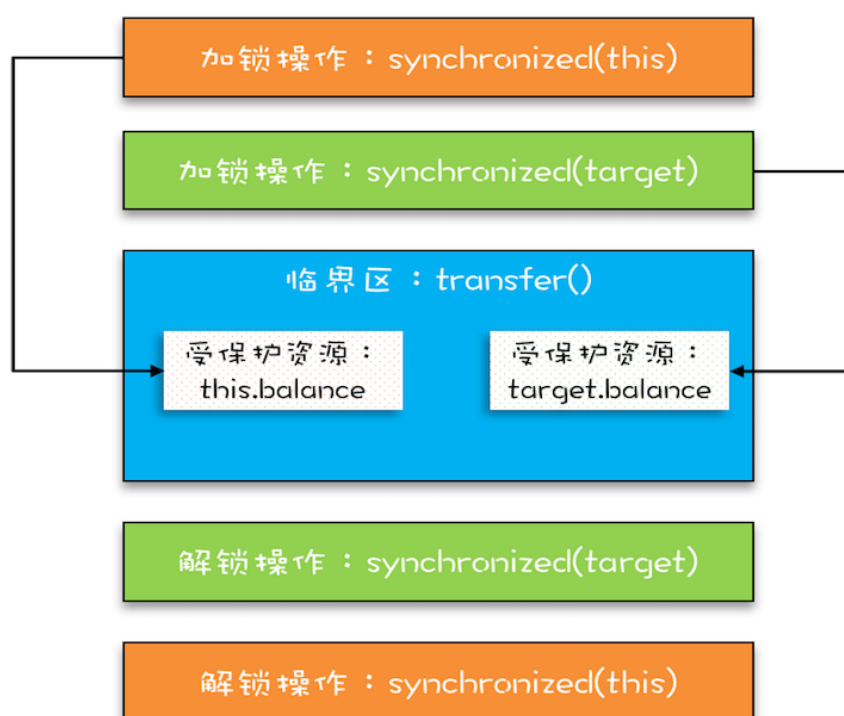 加锁操作：synchronized(this)
加锁操作：synchronized(target)
临界区：transfer()
受保护资源：
this.balance
受保护资源：
target.balance
解锁操作：synchronized(target)
解锁操作：synchronized(this)